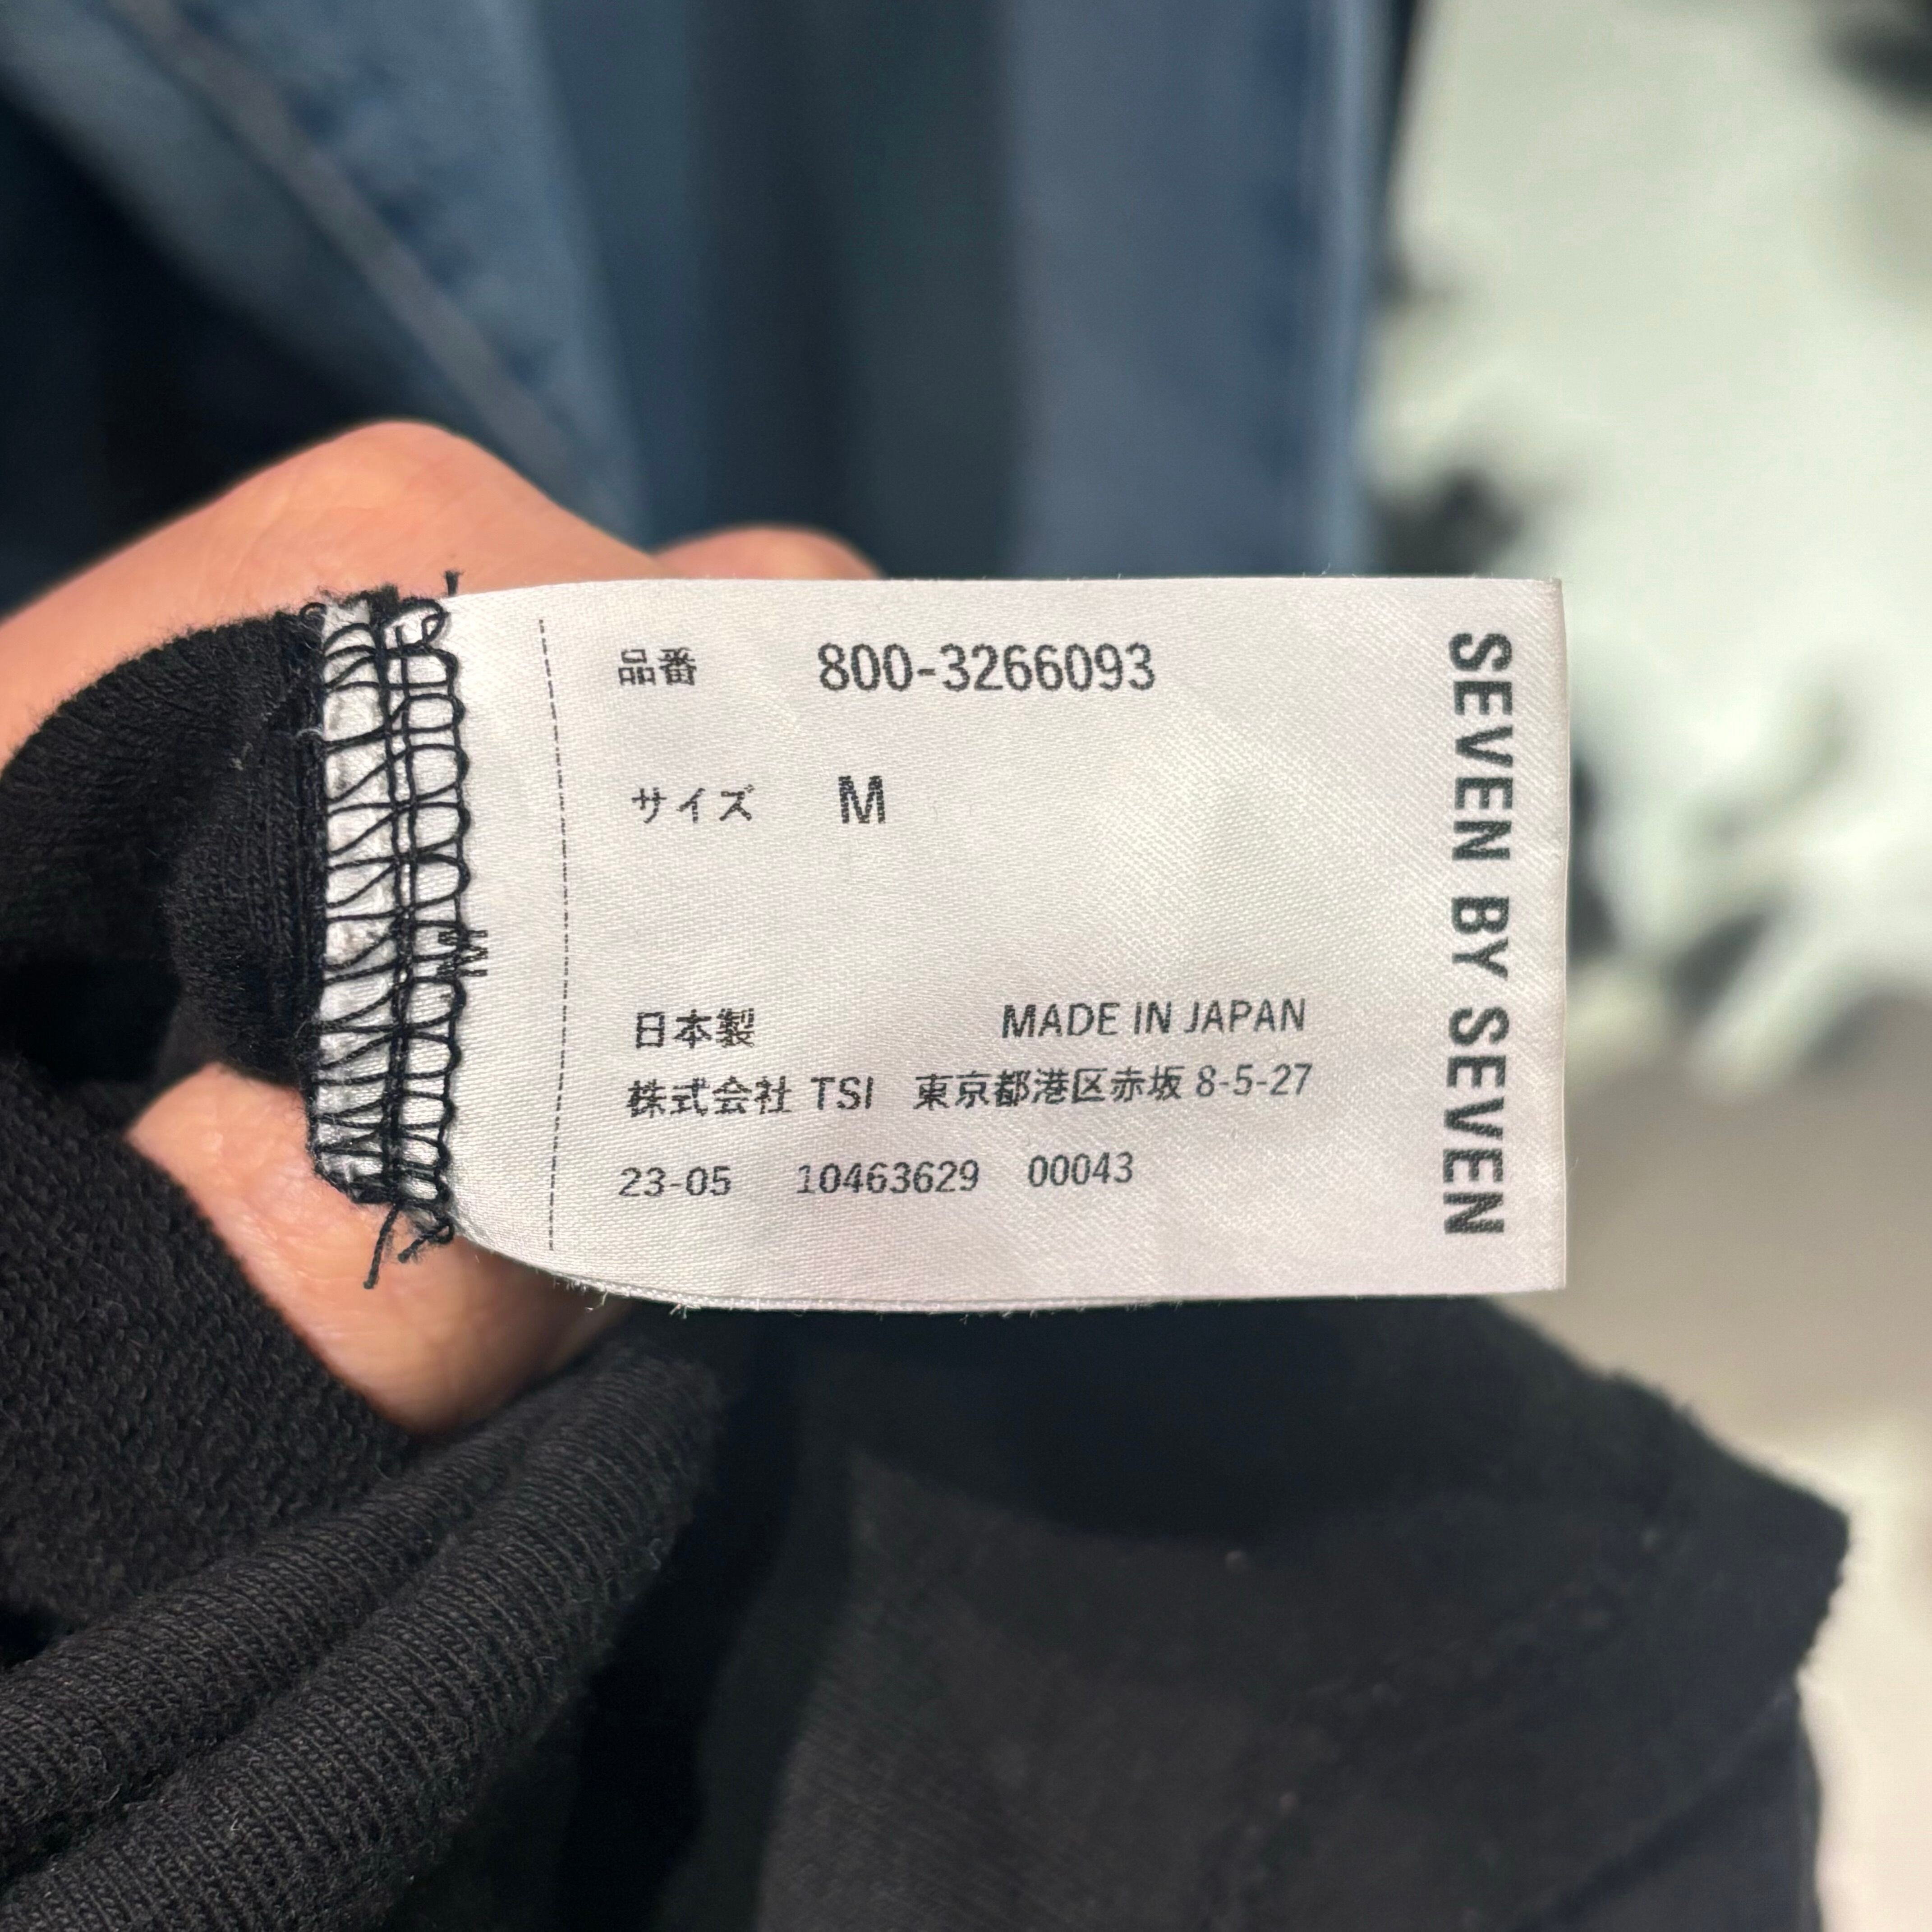 品番 800-3266093
サイズ M
日本製 MADE IN JAPAN
株式会社 TSI 東京都港区赤坂 8-5-27
23-05 10463629 00043
SEVEN BY SEVEN
M